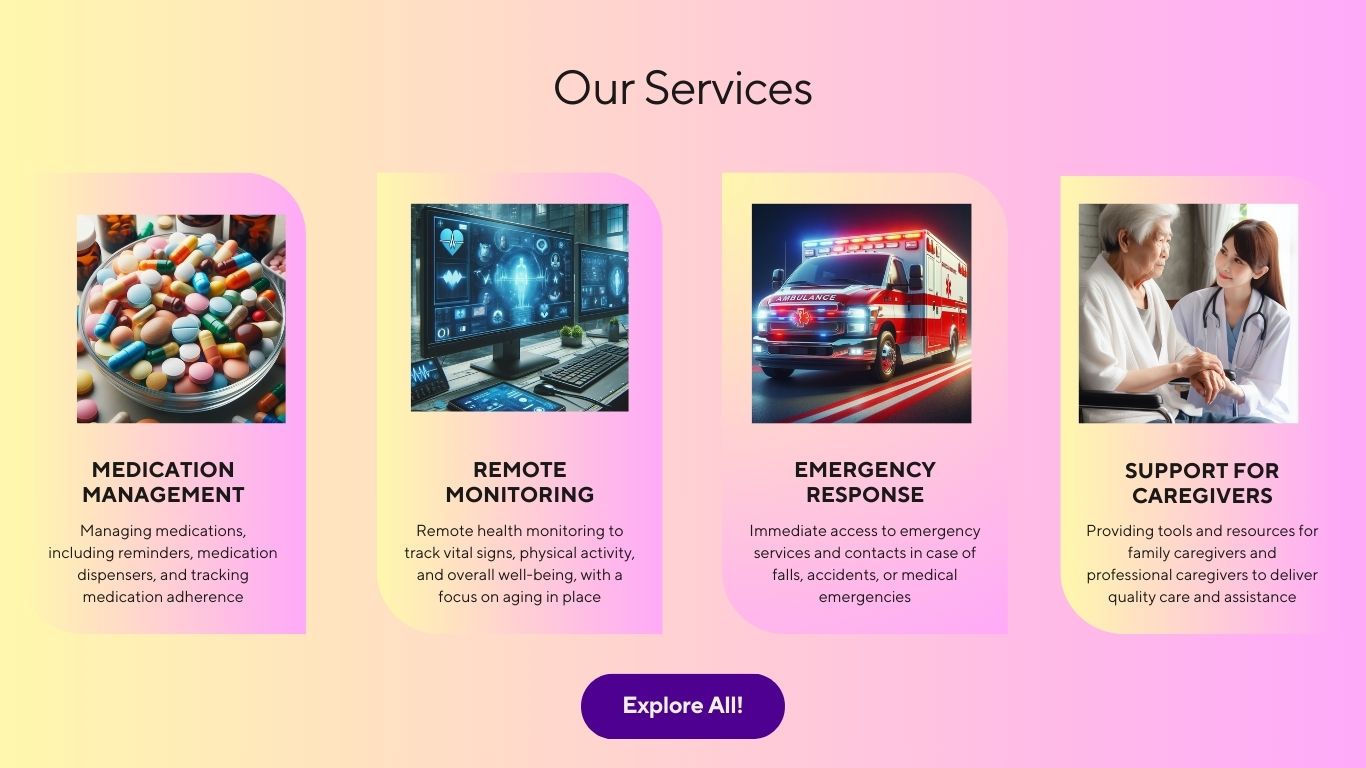 Our Services
AMBULANCE
MEDICATION
MANAGEMENT
Managing medications,
including reminders, medication
dispensers, and tracking
medication adherence
REMOTE
MONITORING
Remote health monitoring to
track vital signs, physical activity,
and overall well-being, with a
focus on aging in place
EMERGENCY
RESPONSE
Immediate access to emergency
services and contacts in case of
falls, accidents, or medical
emergencies
SUPPORT FOR
CAREGIVERS
Providing tools and resources for
family caregivers and
professional caregivers to deliver
quality care and assistance
Explore All!